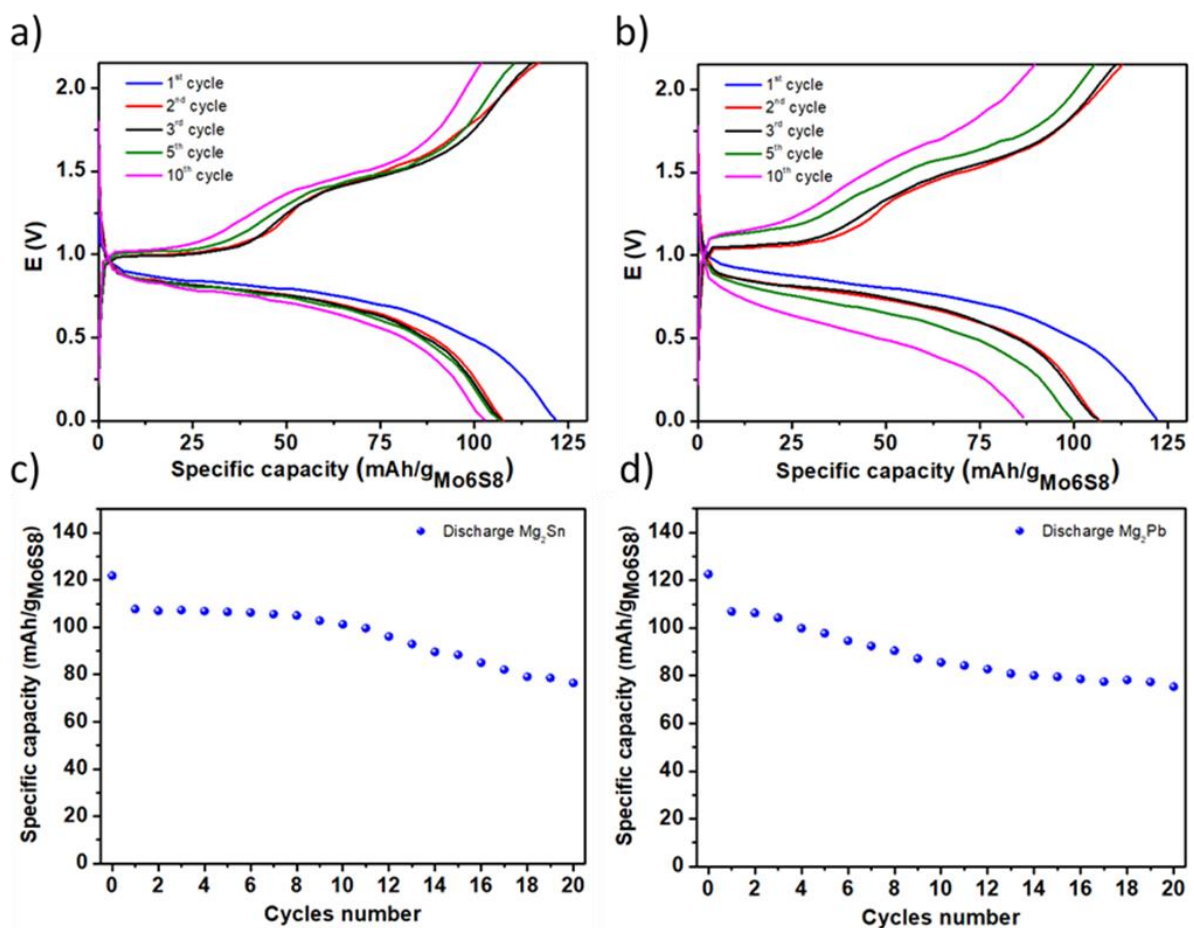 a)
1st cycle
2nd cycle
3rd cycle
5th cycle
10th cycle
2.0
1.5
1.0
0.5
0.0
E (V)
0 25 50 75 100 125
Specific capacity (mAh/gMo6S8)
b)
1st cycle
2nd cycle
3rd cycle
5th cycle
10th cycle
2.0
1.5
1.0
0.5
0.0
E (V)
0 25 50 75 100 125
Specific capacity (mAh/gMo6S8)
c)
Discharge Mg2Sn
140
120
100
80
60
40
20
0
Specific capacity (mAh/gMo6S8)
0 2 4 6 8 10 12 14 16 18 20
Cycles number
d)
Discharge Mg2Pb
140
120
100
80
60
40
20
0
Specific capacity (mAh/gMo6S8)
0 2 4 6 8 10 12 14 16 18 20
Cycles number